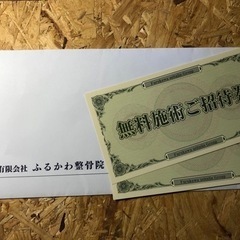 有限会社 ふるかわ整骨院
無料施術ご招待券